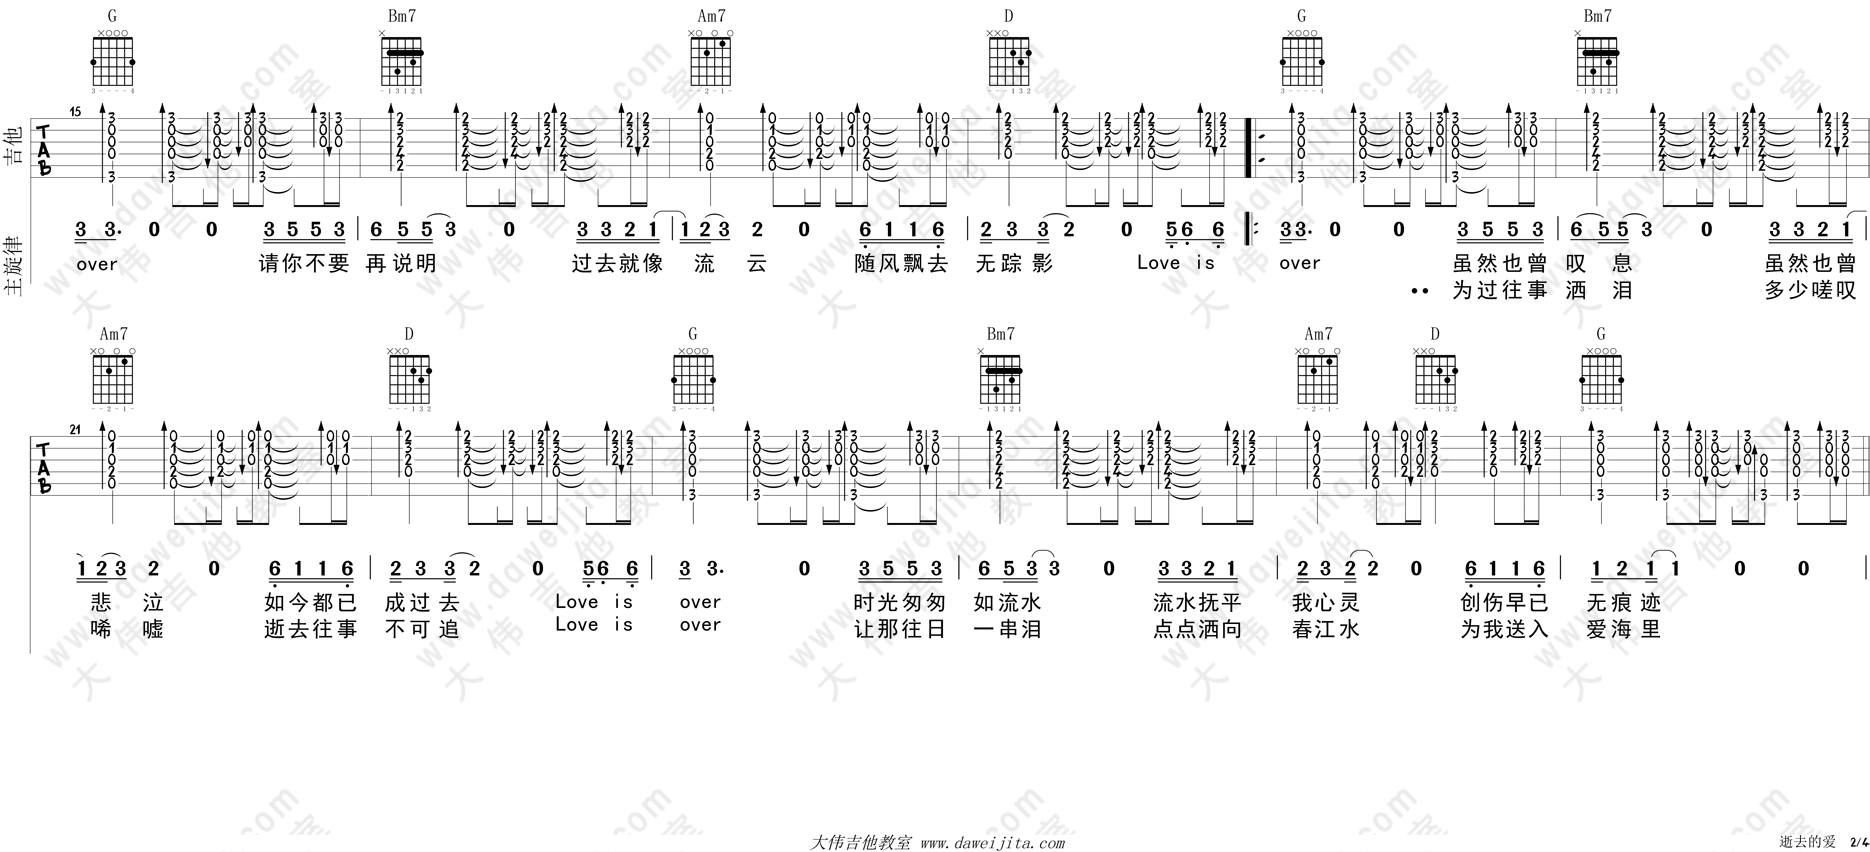 G Bm7 Am7 D G Bm7
15
吉他
TAB
主旋律
3 3. 0 0 3 5 5 3 | 6 5 5 3 0 3 3 2 1 | 1 2 3 2 0 6 1 1 6 | 2 3 3 2 0 5 6 6 | 3 3. 0 0 3 5 5 3 | 6 5 5 3 0 3 3 2 1 |
over 请你不要 再说明 过去就像 流云 随风飘去 无踪影 Love is over 虽然也曾 叹息 虽然也曾
•• 为过往事 洒泪 多少嗟叹
Am7 D G Bm7 Am7 D G
21
TAB
1 2 3 2 0 6 1 1 6 | 2 3 3 2 0 5 6 6 | 3 3. 0 3 5 5 3 | 6 5 3 3 0 3 3 2 1 | 2 3 2 2 0 6 1 1 6 | 1 2 1 1 0 0 |
悲泣 如今都已 成过去 Love is over 时光匆匆 如流水 流水抚平 我心灵 创伤早已 无痕迹
唏嘘 逝去往事 不可追 Love is over 让那往日 一串泪 点点洒向 春江水 为我送入 爱海里
大伟吉他教室 www.daweijita.com
逝去的爱 2/4